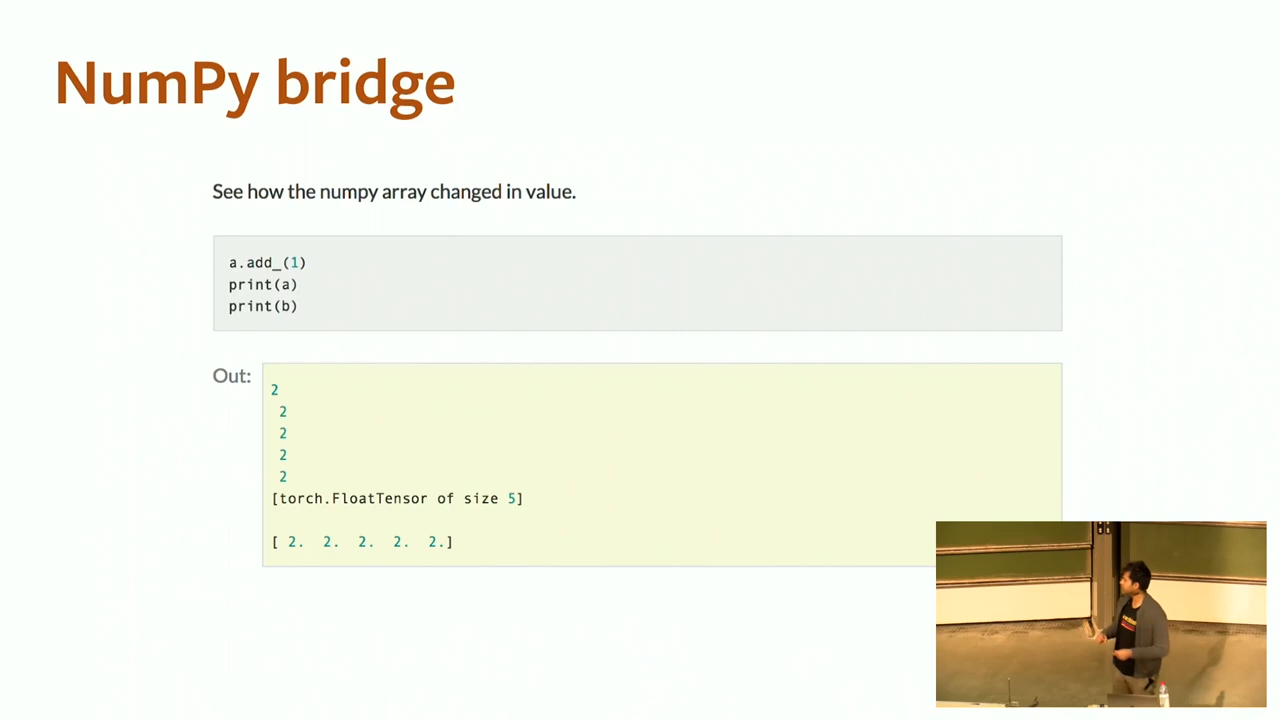 NumPy bridge
See how the numpy array changed in value.
a.add_(1)
print(a)
print(b)
Out:
2
2
2
2
2
[torch.FloatTensor of size 5]
[ 2. 2. 2. 2. 2.]